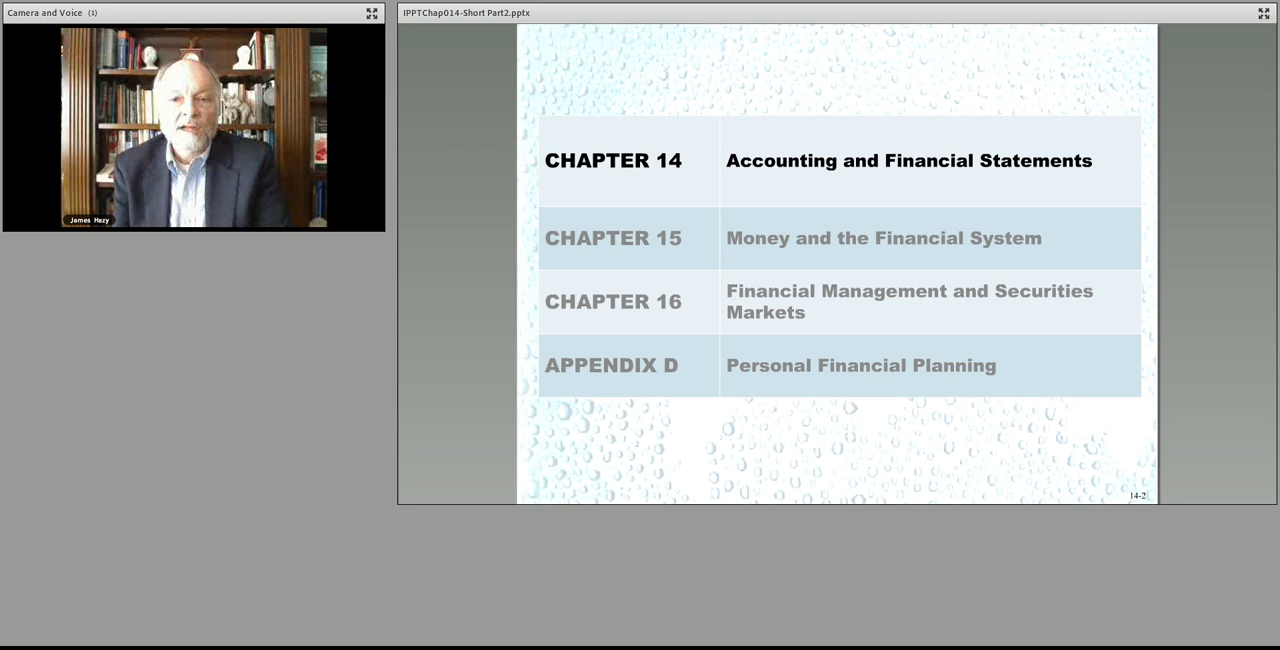 Camera and Voice (1)
James Hazy
IPPTChap014-Short Part2.pptx
CHAPTER 14 Accounting and Financial Statements
CHAPTER 15 Money and the Financial System
CHAPTER 16 Financial Management and Securities
Markets
APPENDIX D Personal Financial Planning
14-2